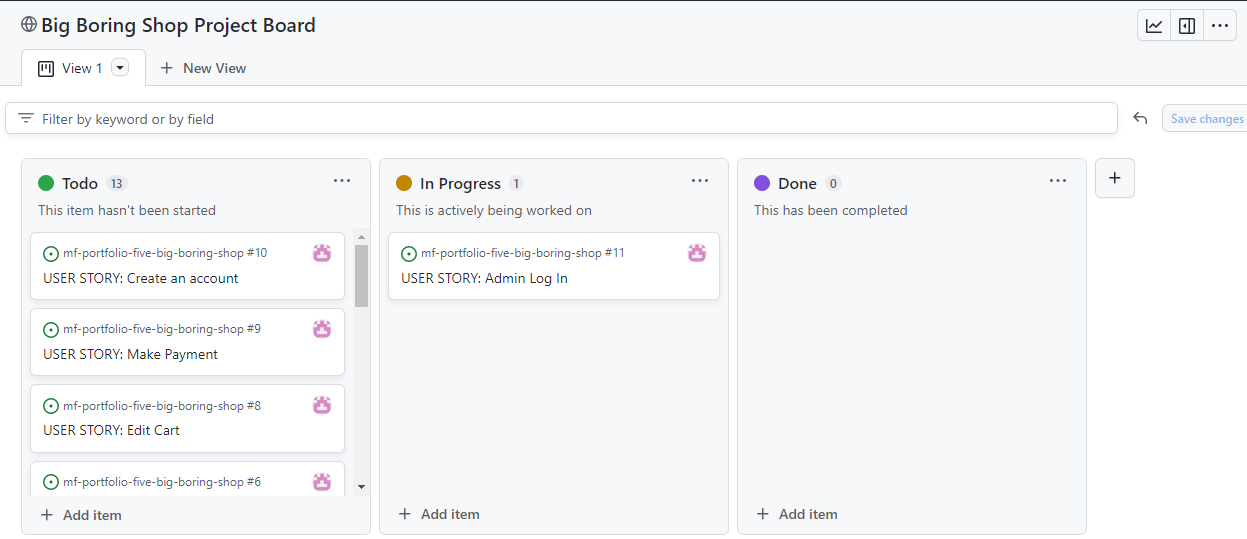 Big Boring Shop Project Board
View 1
New View
Filter by keyword or by field
Save changes
Todo 13
This item hasn't been started
mf-portfolio-five-big-boring-shop #10
USER STORY: Create an account
mf-portfolio-five-big-boring-shop #9
USER STORY: Make Payment
mf-portfolio-five-big-boring-shop #8
USER STORY: Edit Cart
mf-portfolio-five-big-boring-shop #6
Add item
In Progress 1
This is actively being worked on
mf-portfolio-five-big-boring-shop #11
USER STORY: Admin Log In
Add item
Done 0
This has been completed
Add item